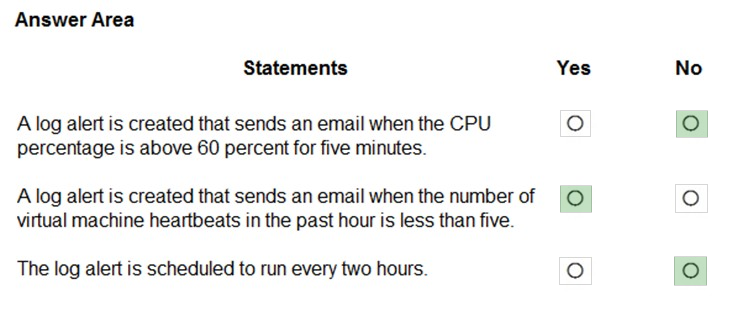 Answer Area
Statements Yes No
A log alert is created that sends an email when the CPU
percentage is above 60 percent for five minutes.
A log alert is created that sends an email when the number of
virtual machine heartbeats in the past hour is less than five.
The log alert is scheduled to run every two hours.